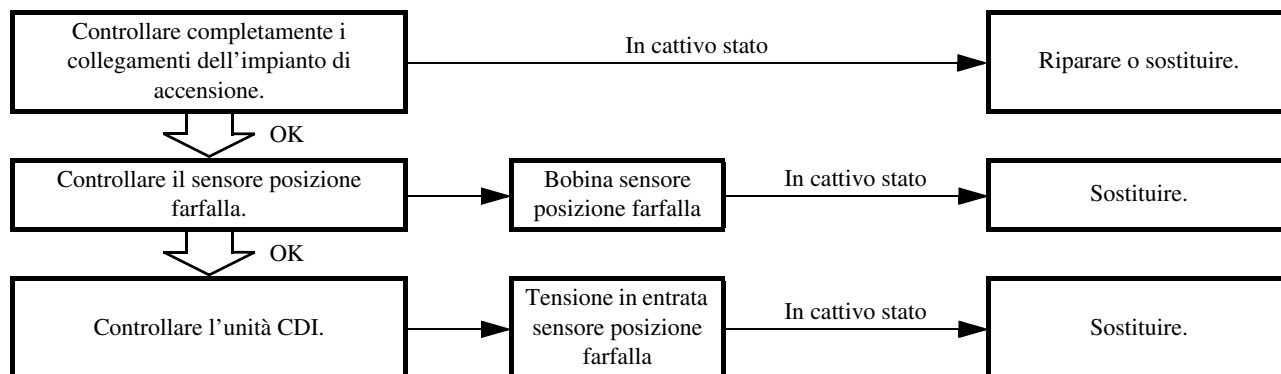 Controllare completamente i
collegamenti dell'impianto di
accensione.
In cattivo stato
Riparare o sostituire.
OK
Controllare il sensore posizione
farfalla.
Bobina sensore
posizione farfalla
In cattivo stato
Sostituire.
OK
Controllare l'unità CDI.
Tensione in entrata
sensore posizione
farfalla
In cattivo stato
Sostituire.